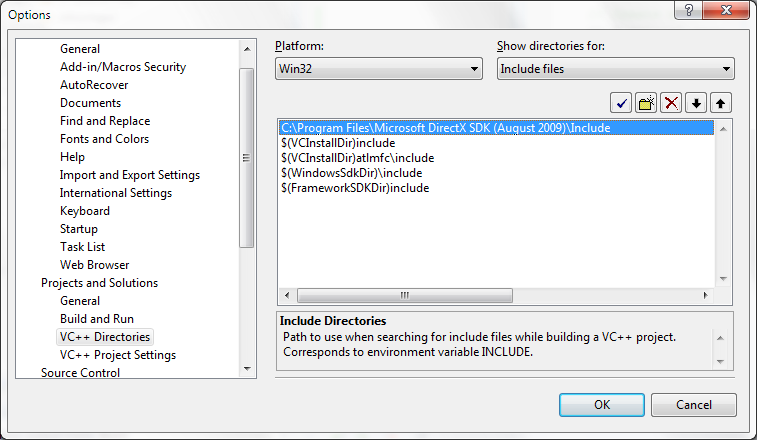 Options
General
Add-in/Macros Security
AutoRecover
Documents
Find and Replace
Fonts and Colors
Help
Import and Export Settings
International Settings
Keyboard
Startup
Task List
Web Browser
Projects and Solutions
General
Build and Run
VC++ Directories
VC++ Project Settings
Source Control
Platform:
Win32
Show directories for:
Include files
C:\Program Files\Microsoft DirectX SDK (August 2009)\Include
$(VCInstallDir)include
$(VCInstallDir)atlmfc\include
$(WindowsSdkDir)\include
$(FrameworkSDKDir)include
Include Directories
Path to use when searching for include files while building a VC++ project.
Corresponds to environment variable INCLUDE.
OK
Cancel